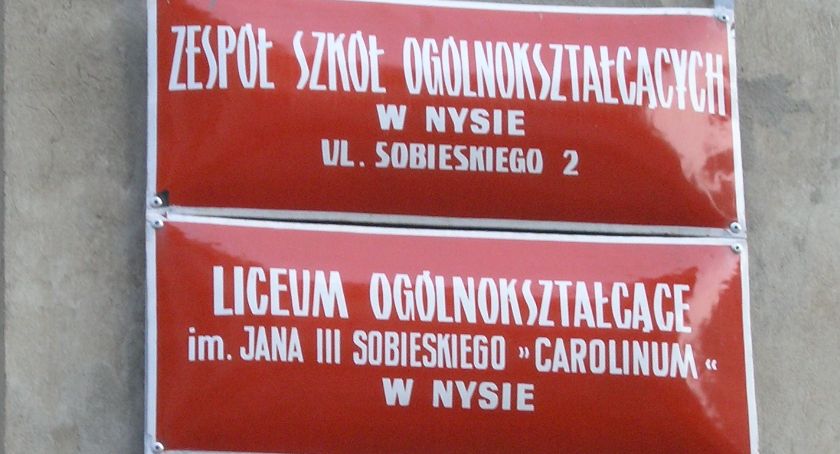 ZESPÓŁ SZKÓŁ OGÓLNOKSZTAŁCĄCYCH
W NYSIE
UL. SOBIESKIEGO 2
LICEUM OGÓLNOKSZTAŁCĄCE
im. JANA III SOBIESKIEGO »CAROLINUM«
W NYSIE